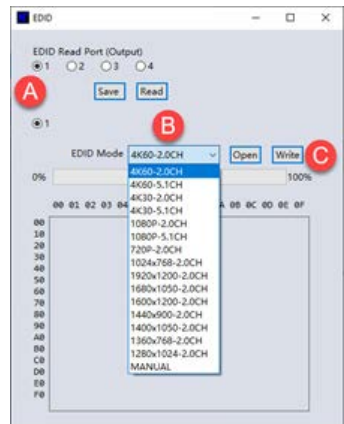 EDID
EDID Read Port (Output)
1 2 3 4
A
Save Read
1
B
EDID Mode 4K60-2.0CH Open Write C
0% 100%
4K60-2.0CH
4K60-5.1CH
4K30-2.0CH
4K30-5.1CH
1080P-2.0CH
1080P-5.1CH
720P-2.0CH
1024x768-2.0CH
1920x1200-2.0CH
1680x1050-2.0CH
1600x1200-2.0CH
1440x900-2.0CH
1400x1050-2.0CH
1360x768-2.0CH
1280x1024-2.0CH
MANUAL
00 01 02 03 04 0B 0C 0D 0E 0F
00
10
20
30
40
50
60
70
80
90
A0
B0
C0
D0
E0
F0